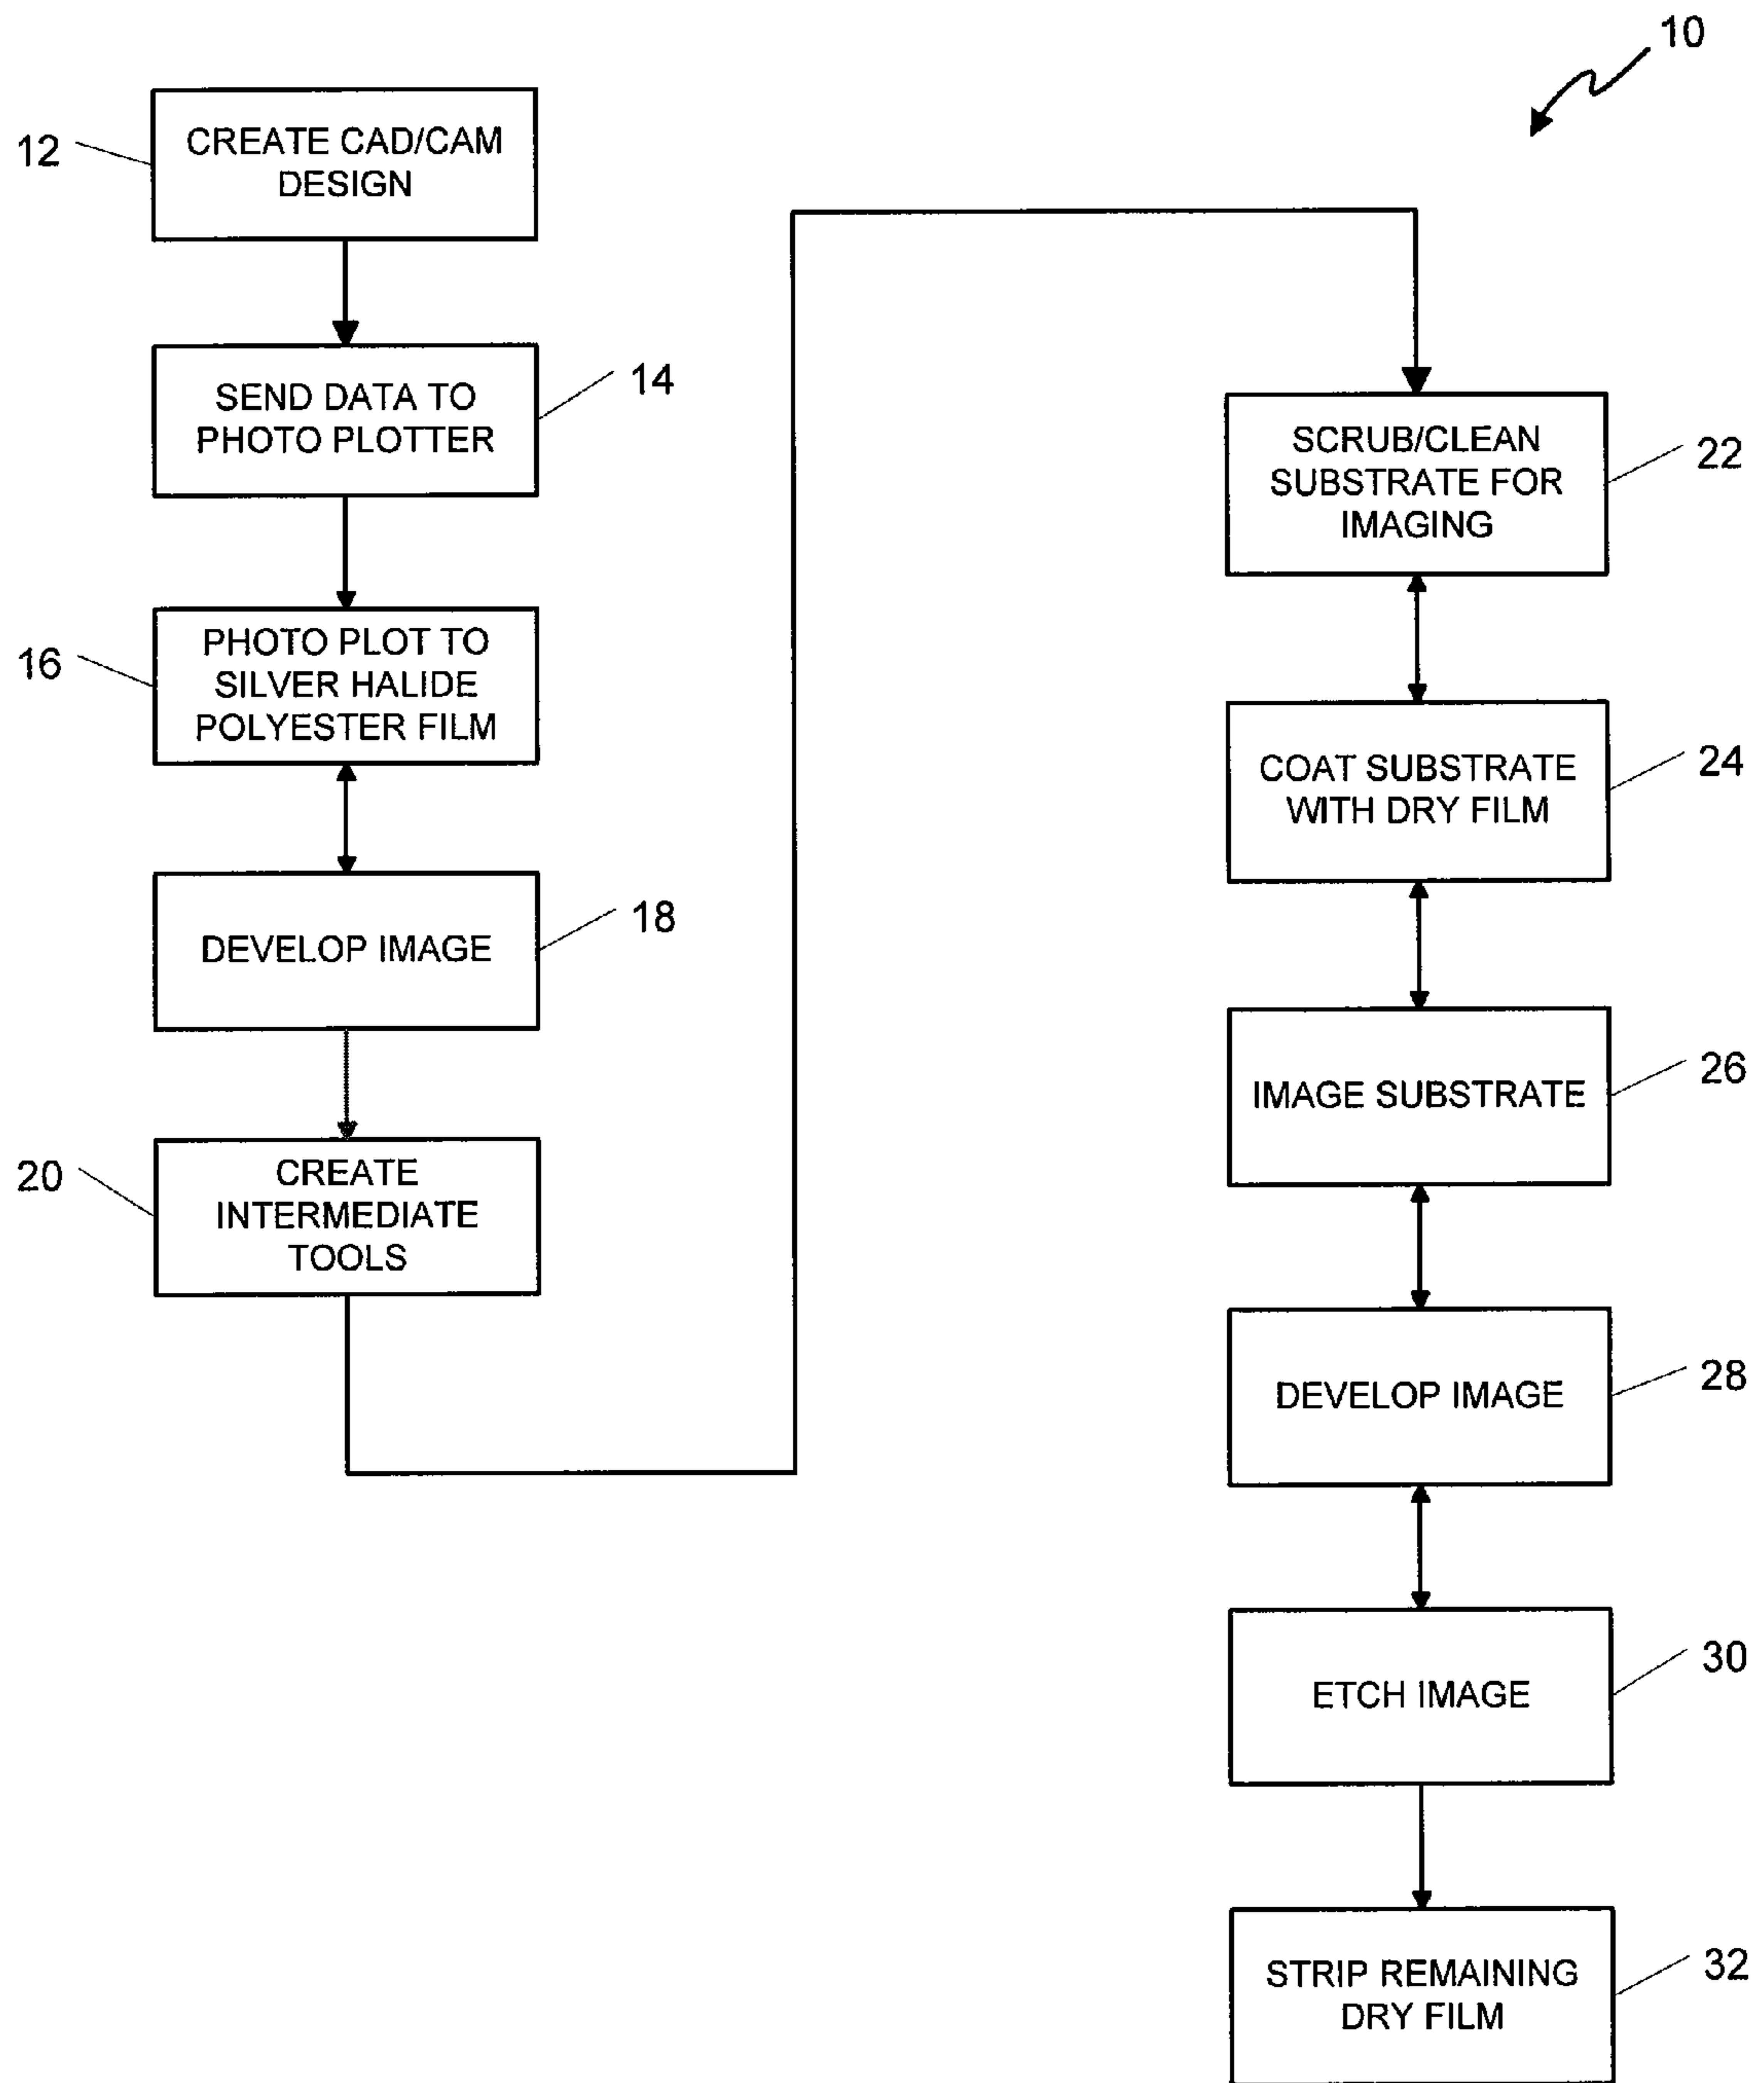 10
12
CREATE CAD/CAM
DESIGN
14
SEND DATA TO
PHOTO PLOTTER
16
PHOTO PLOT TO
SILVER HALIDE
POLYESTER FILM
18
DEVELOP IMAGE
20
CREATE
INTERMEDIATE
TOOLS
22
SCRUB/CLEAN
SUBSTRATE FOR
IMAGING
24
COAT SUBSTRATE
WITH DRY FILM
26
IMAGE SUBSTRATE
28
DEVELOP IMAGE
30
ETCH IMAGE
32
STRIP REMAINING
DRY FILM